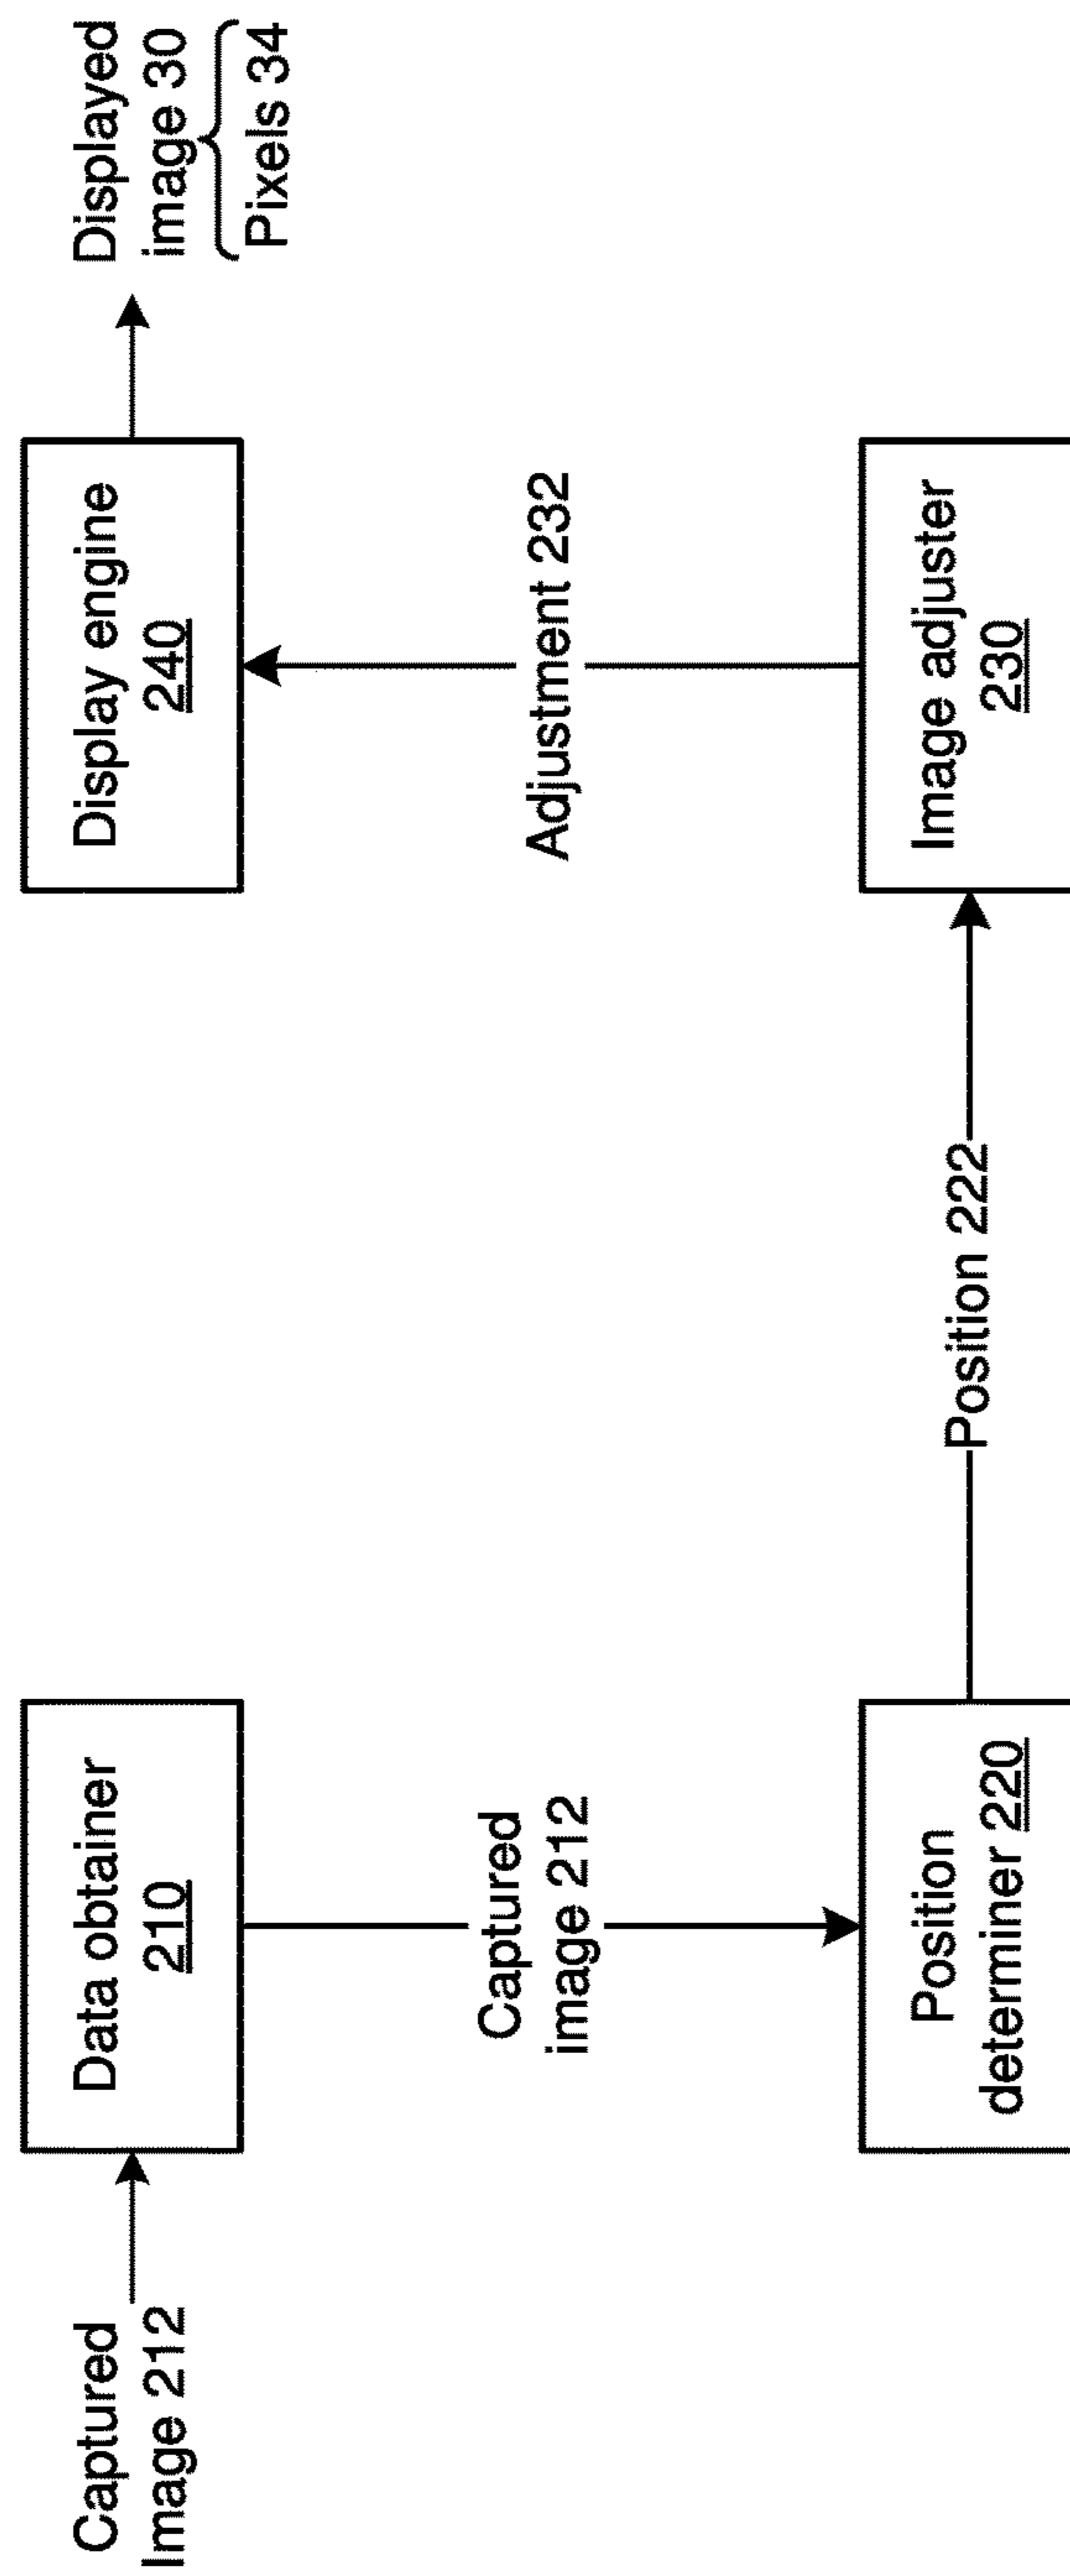 Captured
Image 212
Data obtainer
210
Captured
image 212
Position
determiner 220
Position 222
Image adjuster
230
Adjustment 232
Display engine
240
Displayed
image 30
Pixels 34